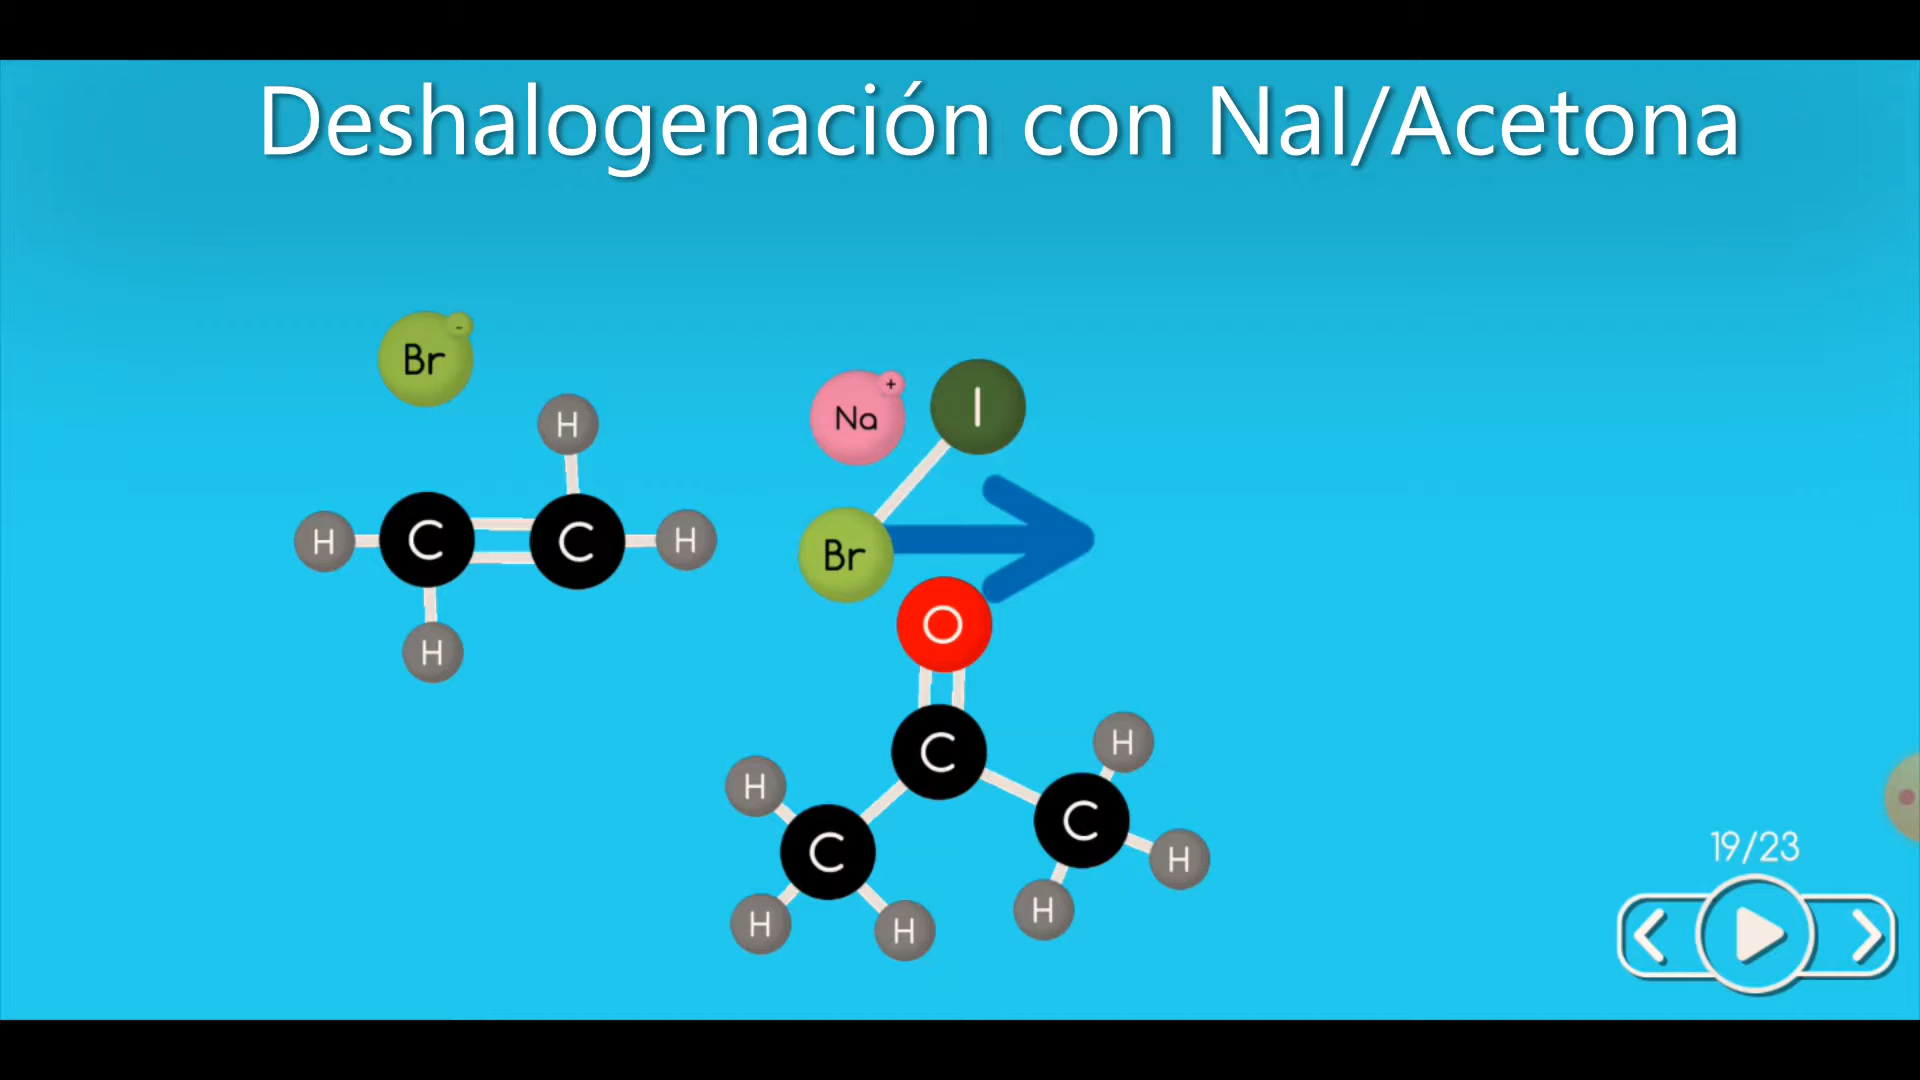 Deshalogenación con NaI/Acetona
Br -
Na +
I
H
H C C H
Br
H
O
C
H
H
C
C
H
H
H
H
19/23